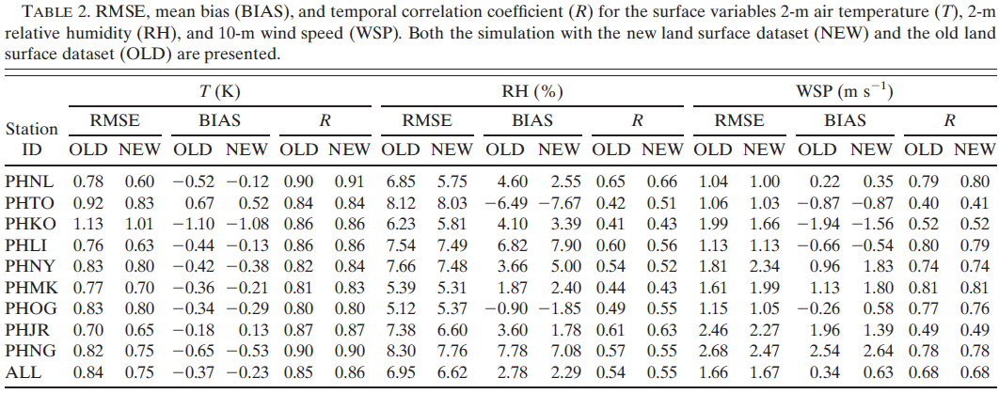 TABLE 2. RMSE, mean bias (BIAS), and temporal correlation coefficient (R) for the surface variables 2-m air temperature (T), 2-m
relative humidity (RH), and 10-m wind speed (WSP). Both the simulation with the new land surface dataset (NEW) and the old land
surface dataset (OLD) are presented.
T (K) RH (%) WSP (m s⁻¹)
Station RMSE BIAS R RMSE BIAS R RMSE BIAS R
ID OLD NEW OLD NEW OLD NEW OLD NEW OLD NEW OLD NEW OLD NEW OLD NEW OLD NEW
PHNL 0.78 0.60 −0.52 −0.12 0.90 0.91 6.85 5.75 4.60 2.55 0.65 0.66 1.04 1.00 0.22 0.35 0.79 0.80
PHTO 0.92 0.83 0.67 0.52 0.84 0.84 8.12 8.03 −6.49 −7.67 0.42 0.51 1.06 1.03 −0.87 −0.87 0.40 0.41
PHKO 1.13 1.01 −1.10 −1.08 0.86 0.86 6.23 5.81 4.10 3.39 0.41 0.43 1.99 1.66 −1.94 −1.56 0.52 0.52
PHLI 0.76 0.63 −0.44 −0.13 0.86 0.86 7.54 7.49 6.82 7.90 0.60 0.56 1.13 1.13 −0.66 −0.54 0.80 0.79
PHNY 0.83 0.80 −0.42 −0.38 0.82 0.84 7.66 7.48 3.66 5.00 0.54 0.52 1.81 2.34 0.96 1.83 0.74 0.74
PHMK 0.77 0.70 −0.36 −0.21 0.81 0.83 5.39 5.31 1.87 2.40 0.44 0.43 1.61 1.99 1.13 1.80 0.81 0.81
PHOG 0.83 0.80 −0.34 −0.29 0.80 0.80 5.12 5.37 −0.90 −1.85 0.49 0.55 1.15 1.05 −0.26 0.58 0.77 0.76
PHJR 0.70 0.65 −0.18 0.13 0.87 0.87 7.38 6.60 3.60 1.78 0.61 0.63 2.46 2.27 1.96 1.39 0.49 0.49
PHNG 0.82 0.75 −0.65 −0.53 0.90 0.90 8.30 7.76 7.78 7.08 0.57 0.55 2.68 2.47 2.54 2.64 0.78 0.78
ALL 0.84 0.75 −0.37 −0.23 0.85 0.86 6.95 6.62 2.78 2.29 0.54 0.55 1.66 1.67 0.34 0.63 0.68 0.68